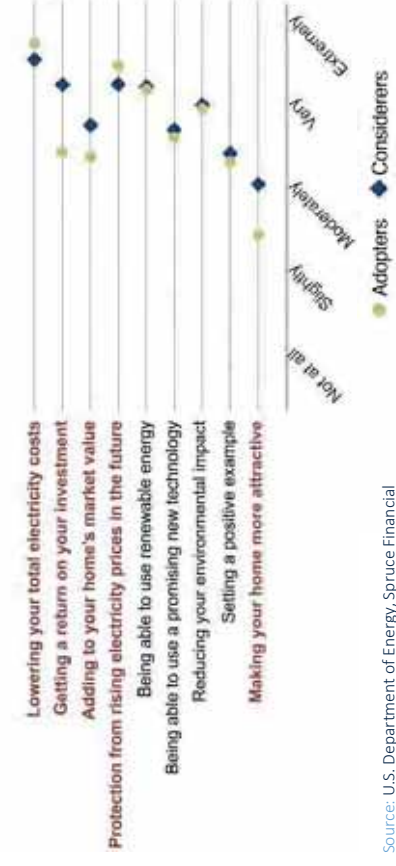 Lowering your total electricity costs
Getting a return on your investment
Adding to your home's market value
Protection from rising electricity prices in the future
Being able to use renewable energy
Being able to use a promising new technology
Reducing your environmental impact
Setting a positive example
Making your home more attractive
Not at all
Slightly
Moderately
Very
Extremely
Adopters
Considerers
Source: U.S. Department of Energy, Spruce Financial